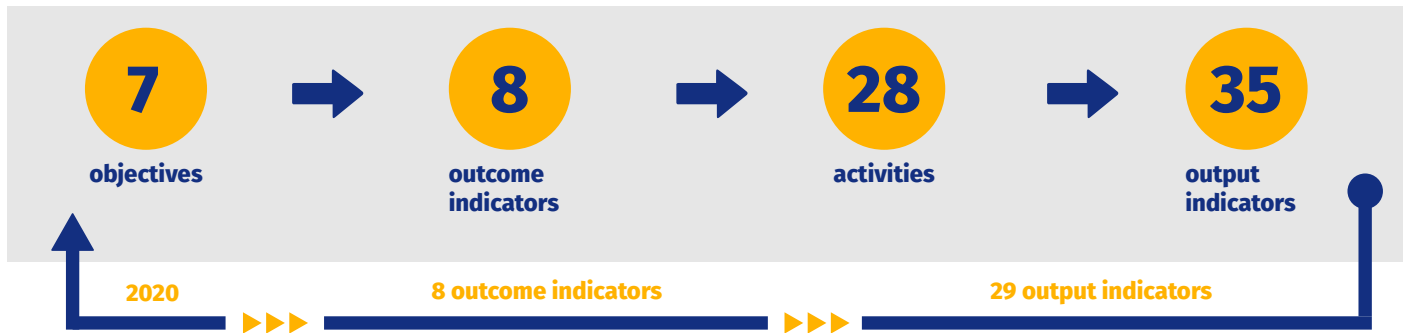 7
objectives
8
outcome
indicators
28
activities
35
output
indicators
2020
8 outcome indicators
29 output indicators